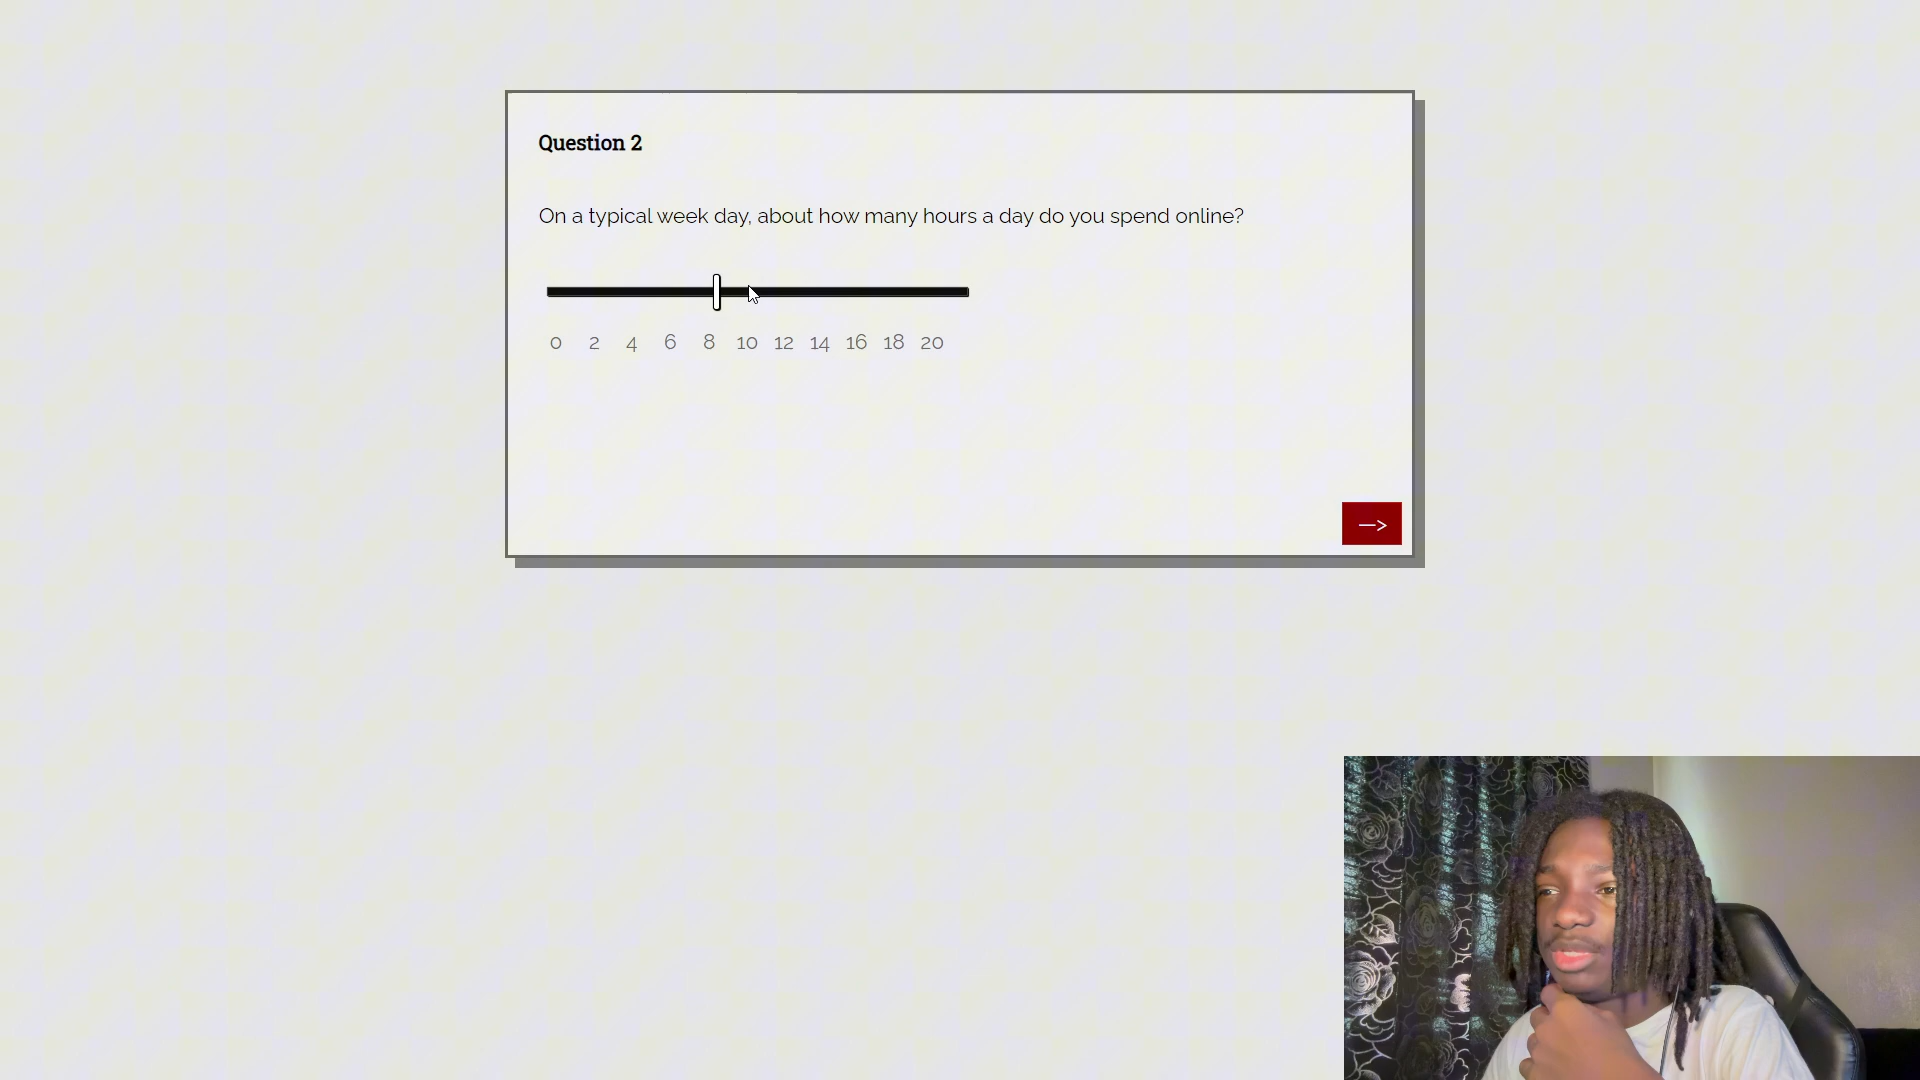 Question 2
On a typical week day, about how many hours a day do you spend online?
0 2 4 6 8 10 12 14 16 18 20
—>